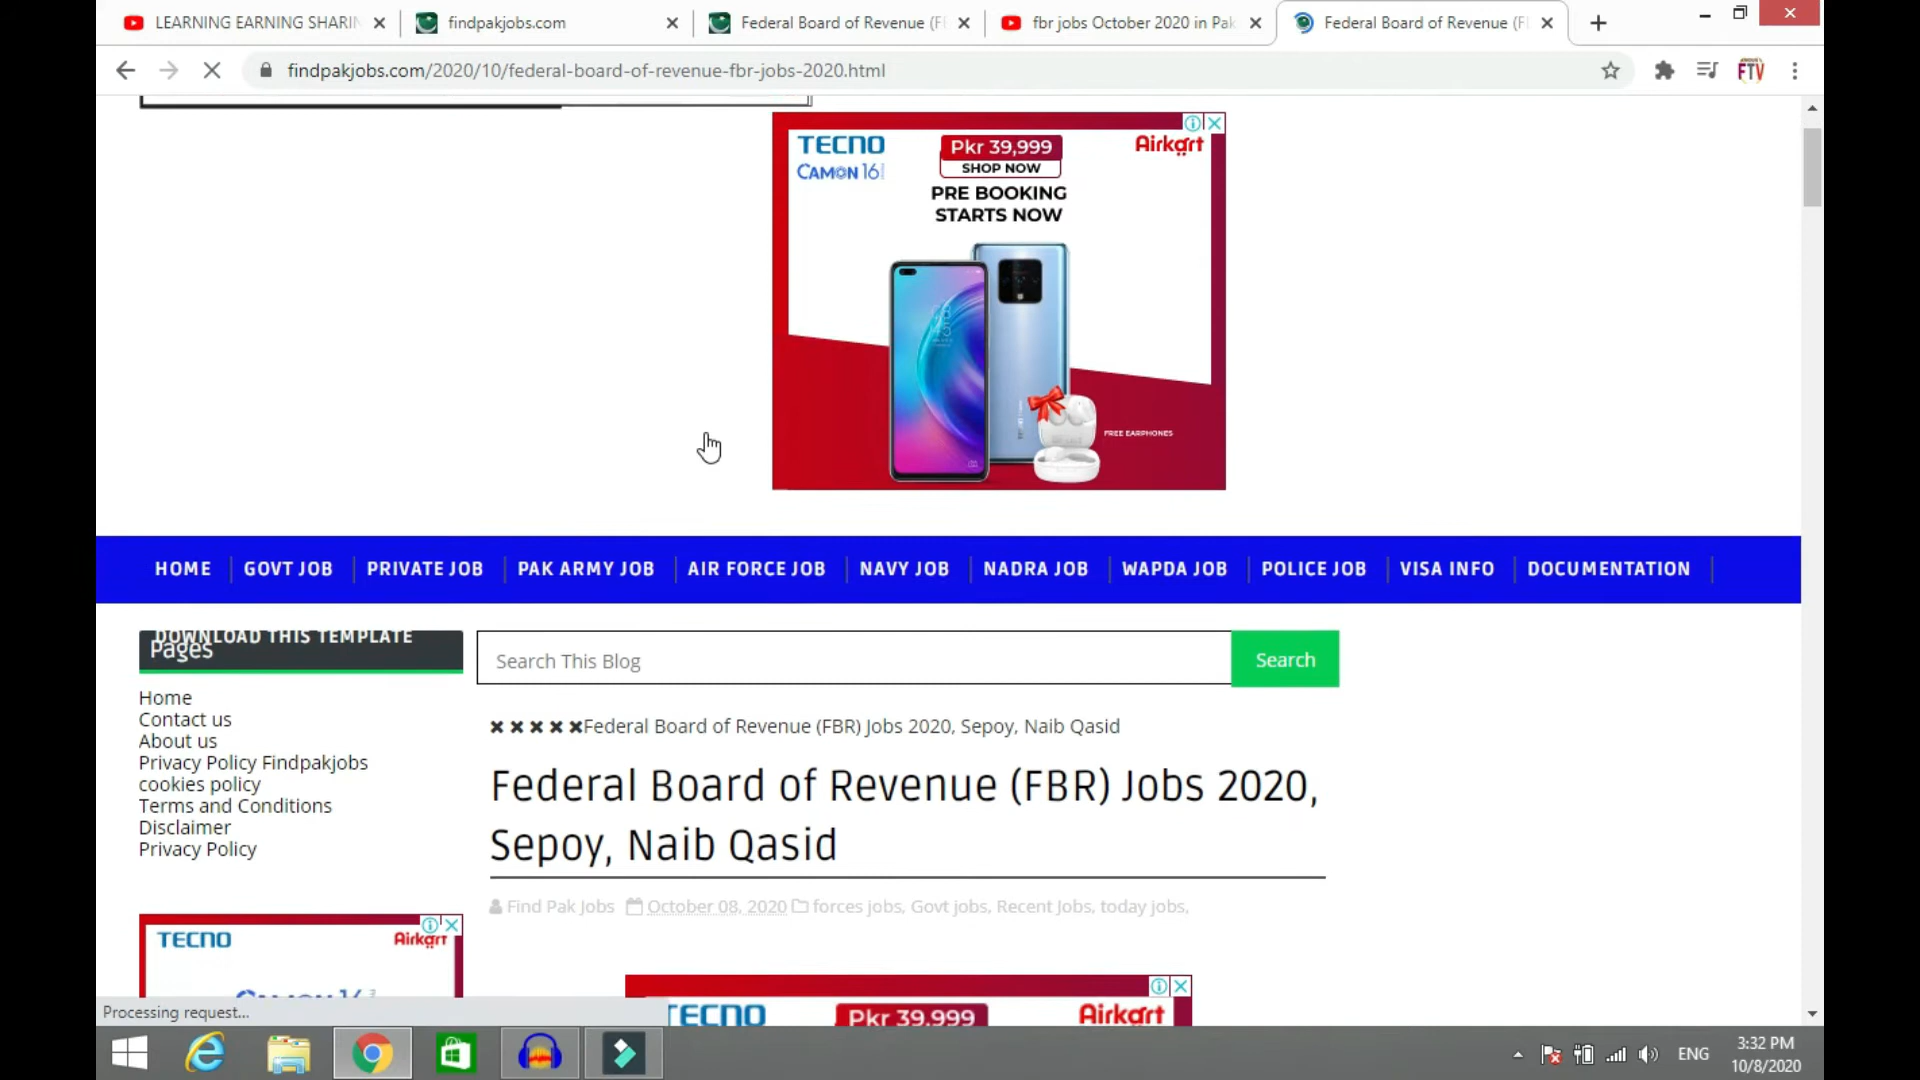 LEARNING EARNING SHARIN
findpakjobs.com
Federal Board of Revenue (F
fbr jobs October 2020 in Pak
Federal Board of Revenue (F
findpakjobs.com/2020/10/federal-board-of-revenue-fbr-jobs-2020.html
FTV
TECNO
CAMON 16
Pkr 39,999
SHOP NOW
Airkart
PRE BOOKING
STARTS NOW
FREE EARPHONES
HOME
GOVT JOB
PRIVATE JOB
PAK ARMY JOB
AIR FORCE JOB
NAVY JOB
NADRA JOB
WAPDA JOB
POLICE JOB
VISA INFO
DOCUMENTATION
DOWNLOAD THIS TEMPLATE
Pages
Search This Blog
Search
Home
Contact us
About us
Privacy Policy Findpakjobs
cookies policy
Terms and Conditions
Disclaimer
Privacy Policy
Federal Board of Revenue (FBR) Jobs 2020, Sepoy, Naib Qasid
Federal Board of Revenue (FBR) Jobs 2020,
Sepoy, Naib Qasid
Find Pak Jobs
October 08, 2020
forces jobs, Govt jobs, Recent Jobs, today jobs,
TECNO
Airkart
CAMON 16
TECNO
Pkr 39,999
Airkart
Processing request...
ENG
3:32 PM
10/8/2020